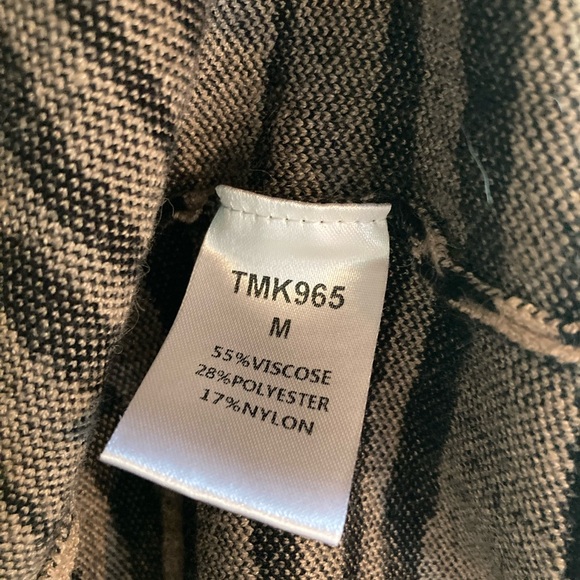 TMK965
M
55%VISCOSE
28%POLYESTER
17%NYLON